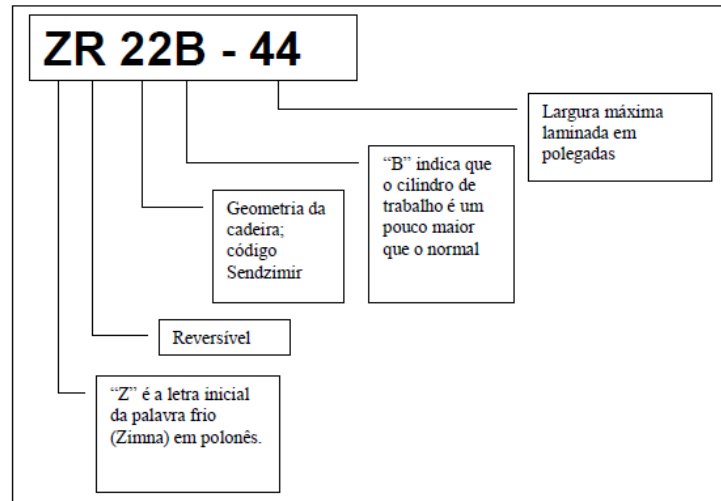 ZR 22B - 44
Largura máxima
laminada em
polegadas
“B” indica que
o cilindro de
trabalho é um
pouco maior
que o normal
Geometria da
cadeira;
código
Sendzimir
Reversível
“Z” é a letra inicial
da palavra frio
(Zimna) em polonês.